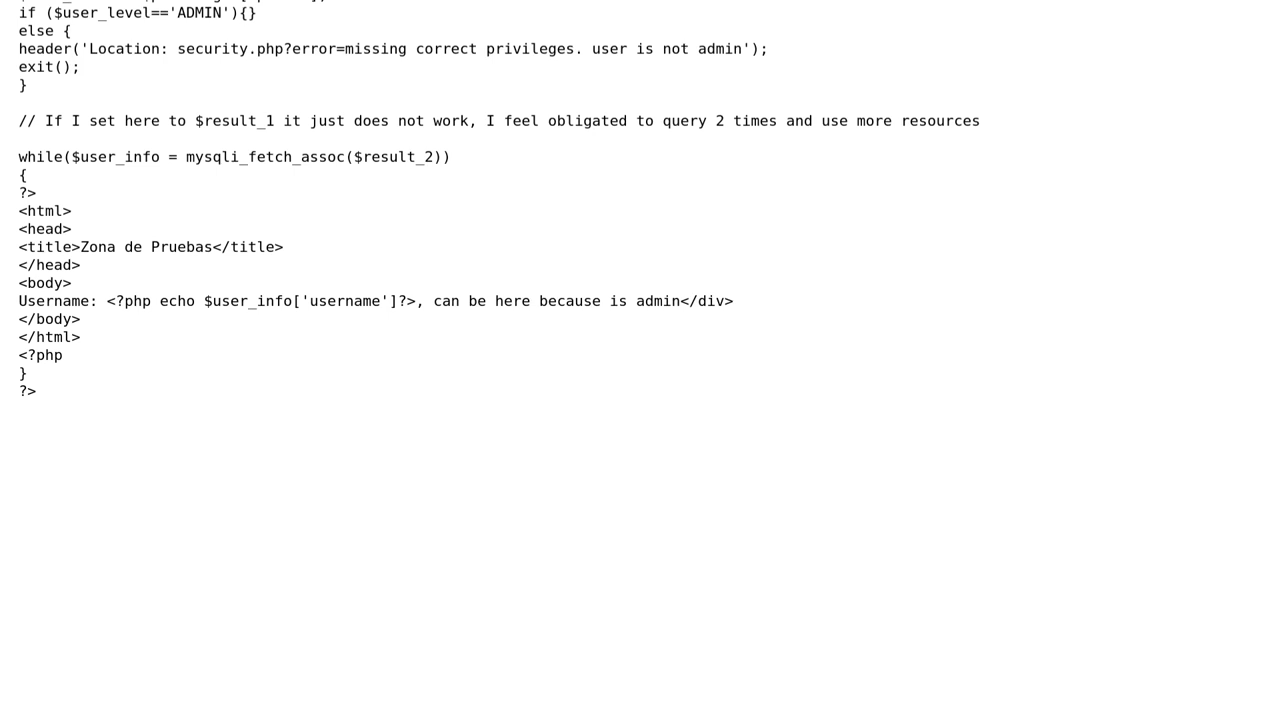 if ($user_level=='ADMIN'){}
else {
header('Location: security.php?error=missing correct privileges. user is not admin');
exit();
}
// If I set here to $result_1 it just does not work, I feel obligated to query 2 times and use more resources
while($user_info = mysqli_fetch_assoc($result_2))
{
?>
<html>
<head>
<title>Zona de Pruebas</title>
</head>
<body>
Username: <?php echo $user_info['username']?>, can be here because is admin</div>
</body>
</html>
<?php
}
?>